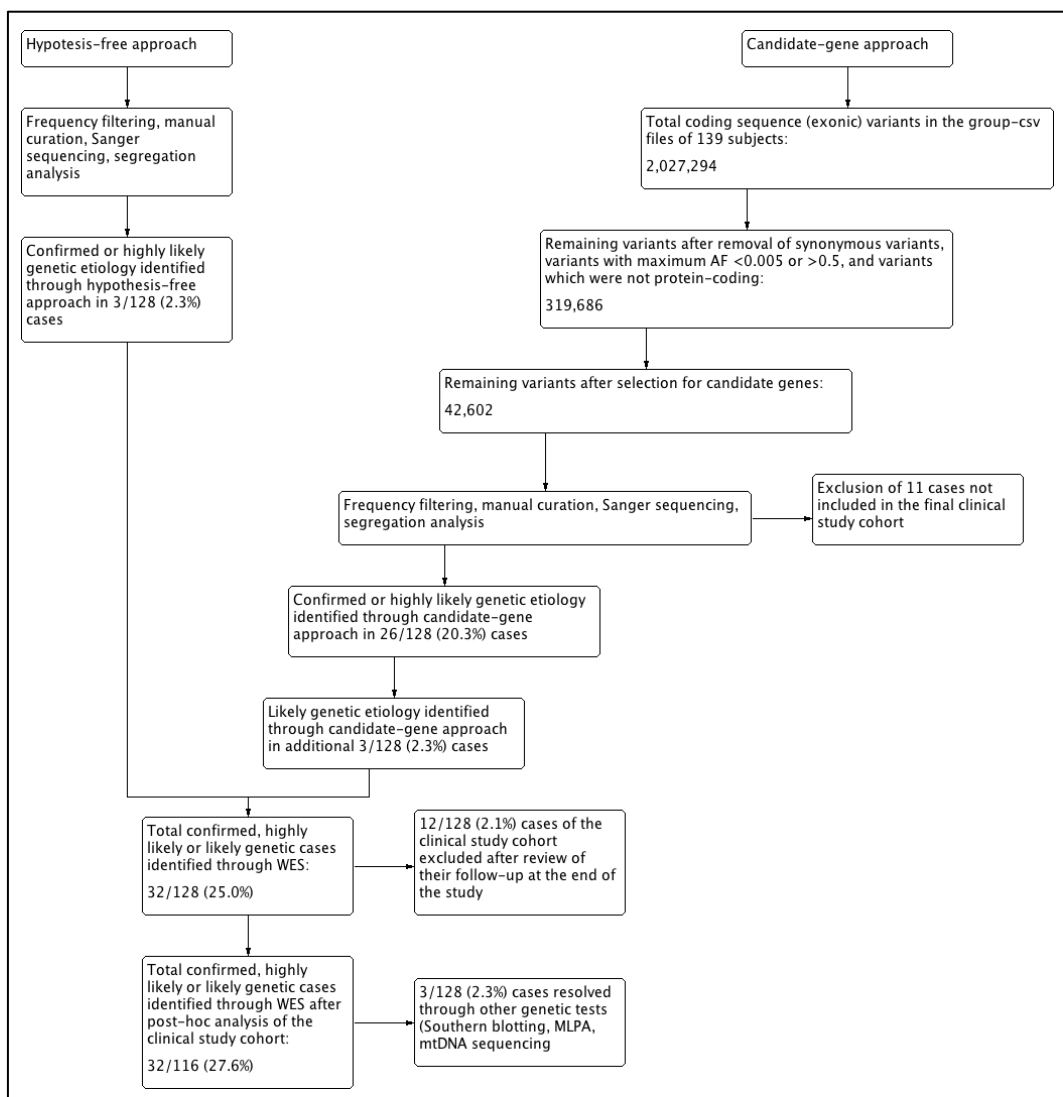 Hypotesis-free approach
Candidate-gene approach
Frequency filtering, manual curation, Sanger
sequencing, segregation
analysis
Total coding sequence (exonic) variants in the group-csv
files of 139 subjects:
2,027,294
Confirmed or highly likely
genetic etiology identified
through hypothesis-free
approach in 3/128 (2.3%)
cases
Remaining variants after removal of synonymous variants,
variants with maximum AF <0.005 or >0.5, and variants
which were not protein-coding:
319,686
Remaining variants after selection for candidate genes:
42,602
Frequency filtering, manual curation, Sanger sequencing,
segregation analysis
Exclusion of 11 cases not
included in the final clinical
study cohort
Confirmed or highly likely genetic etiology
identified through candidate-gene
approach in 26/128 (20.3%) cases
Likely genetic etiology identified
through candidate-gene approach
in additional 3/128 (2.3%) cases
Total confirmed, highly
likely or likely genetic cases
identified through WES:
32/128 (25.0%)
12/128 (2.1%) cases of the
clinical study cohort
excluded after review of
their follow-up at the end of
the study
Total confirmed, highly
likely or likely genetic cases
identified through WES after
post-hoc analysis of the
clinical study cohort:
32/116 (27.6%)
3/128 (2.3%) cases resolved
through other genetic tests
(Southern blotting, MLPA,
mtDNA sequencing